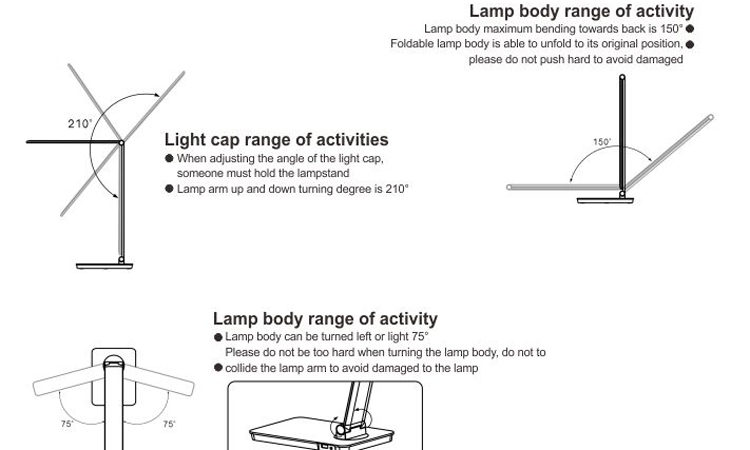 Lamp body range of activity
Lamp body maximum bending towards back is 150° ●
Foldable lamp body is able to unfold to its original position, ●
please do not push hard to avoid damaged
210°
Light cap range of activities
● When adjusting the angle of the light cap,
someone must hold the lampstand
● Lamp arm up and down turning degree is 210°
150°
Lamp body range of activity
● Lamp body can be turned left or light 75°
Please do not be too hard when turning the lamp body, do not to
● collide the lamp arm to avoid damaged to the lamp
75°
75°